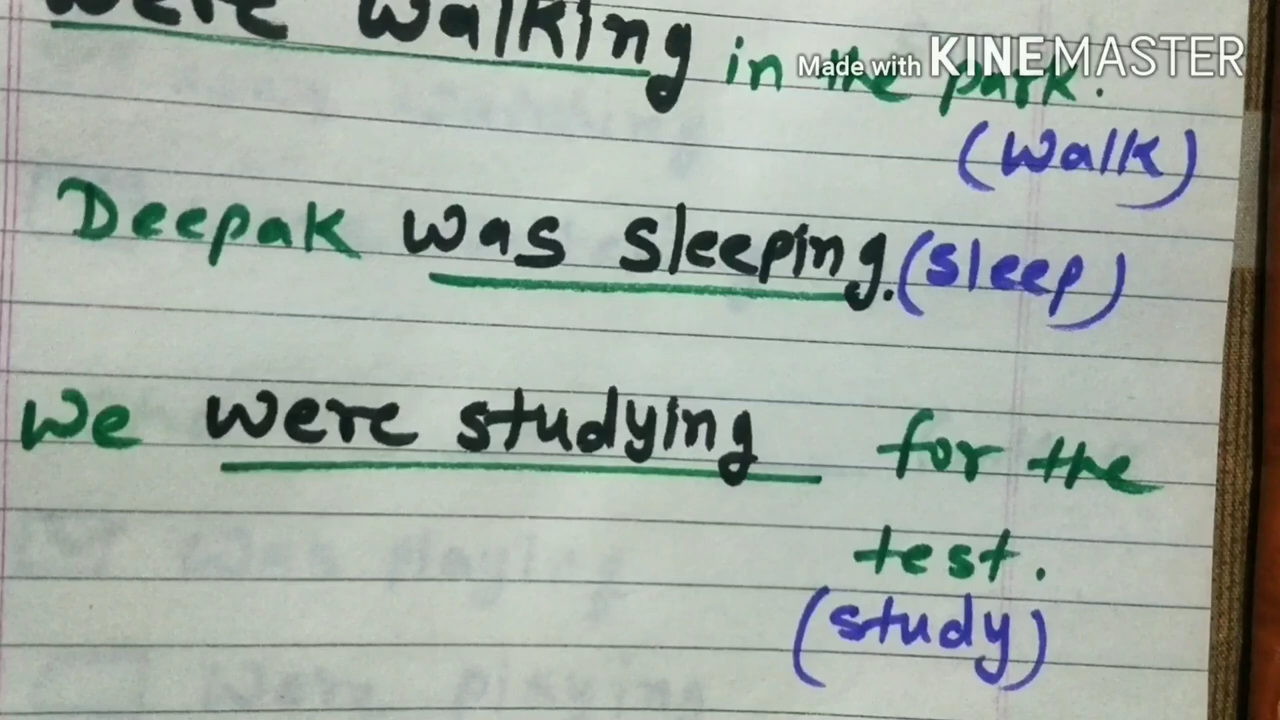 were walking in the park.
Made with KINEMASTER
(walk)
Deepak was sleeping. (sleep)
We were studying for the
test.
(study)